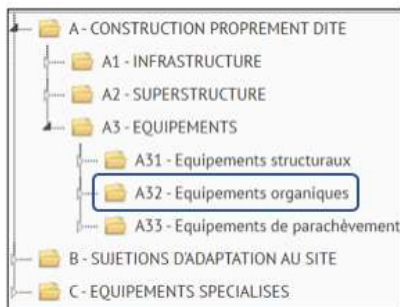 A - CONSTRUCTION PROPREMENT DITE
A1 - INFRASTRUCTURE
A2 - SUPERSTRUCTURE
A3 - EQUIPEMENTS
A31 - Equipements structuraux
A32 - Equipements organiques
A33 - Equipements de parachèvement
B - SUJETIONS D'ADAPTATION AU SITE
C - EQUIPEMENTS SPECIALISES